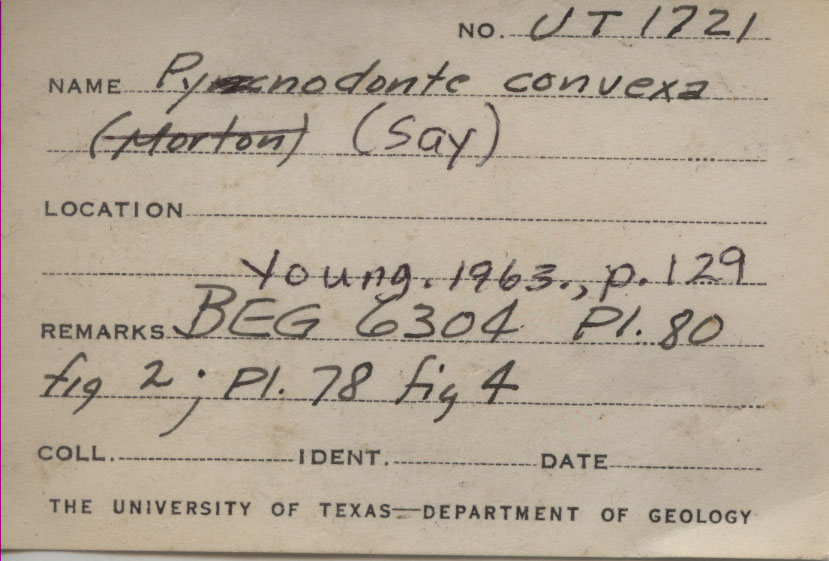 NO. UT 1721
NAME Pycnodonte convexa
(Morton) (Say)
LOCATION
Young. 1963., p. 129
REMARKS BEG 6304 Pl. 80
fig 2; Pl. 78 fig 4
COLL. IDENT. DATE
THE UNIVERSITY OF TEXAS—DEPARTMENT OF GEOLOGY